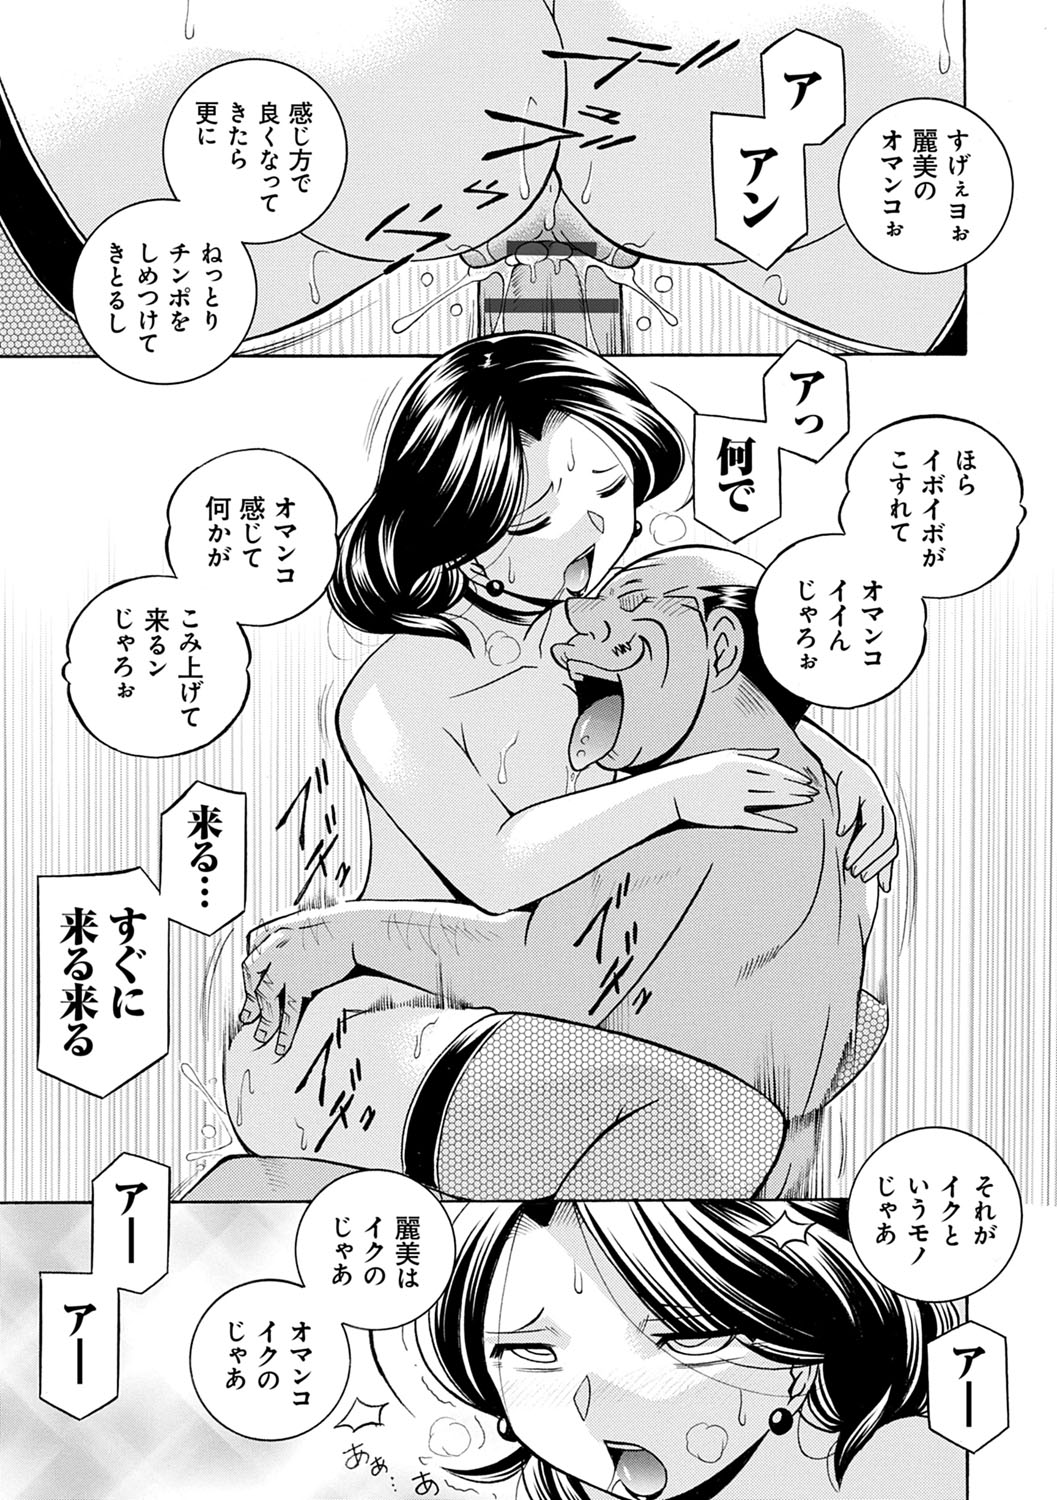 すげぇヨぉ
麗美の
オマンコぉ
ア
アン
感じ方で
良くなって
きたら
更に
ねっとり
チンポを
しめつけて
きとるし
ほら
イボイボが
こすれて
オマンコ
イイん
じゃろぉ
アっ
何で
オマンコ
感じて
何かが
こみ上げて
来るン
じゃろぉ
来る…
すぐに
来る来る
ズチュ
ズチュ
ズチュ
それが
イクと
いうモノ
じゃあ
麗美は
イクの
じゃあ
オマンコ
イクの
じゃあ
アー
アー
アー
あぁ…あ